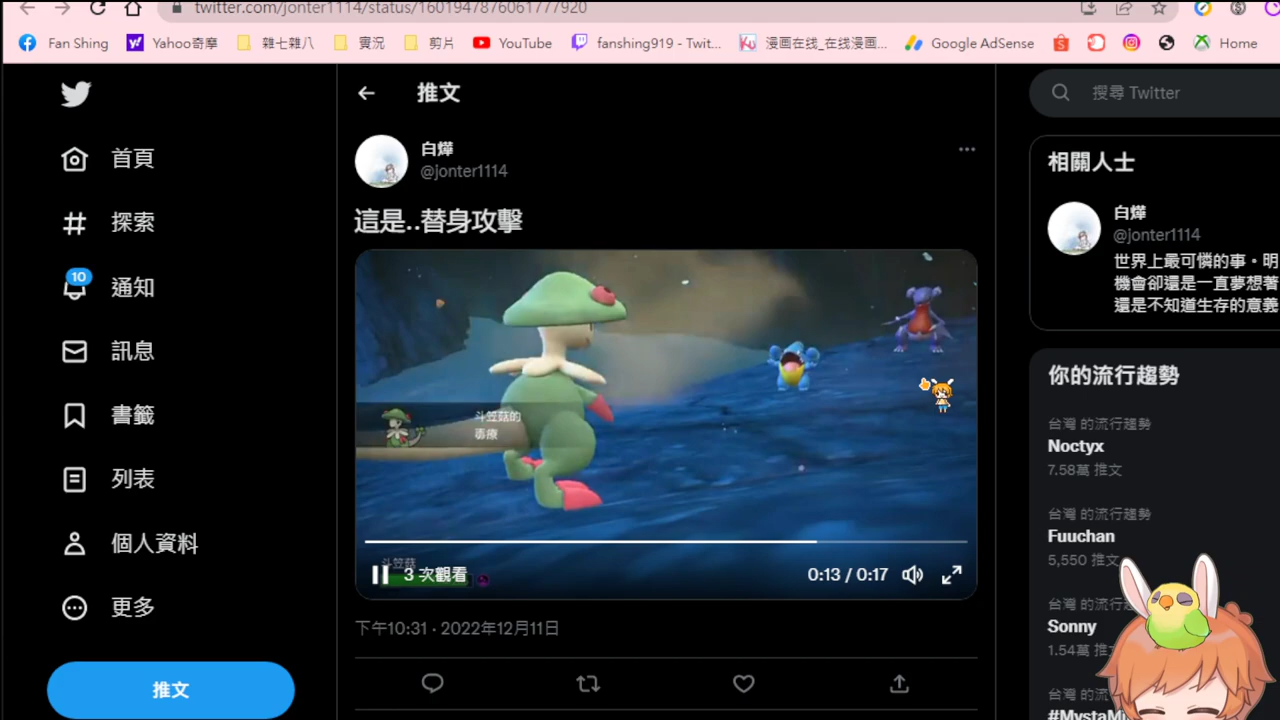 twitter.com/jonter1114/status/1601947876061777920
Fan Shing
Yahoo奇摩
雜七雜八
實況
剪片
YouTube
fanshing919 - Twit...
漫画在线_在线漫画...
Google AdSense
Home
推文
搜尋 Twitter
首頁
探索
10
通知
訊息
書籤
列表
個人資料
更多
推文
白燁
@jonter1114
這是..替身攻擊
斗笠菇的
毒療
斗笠菇
3 次觀看
0:13 / 0:17
下午10:31 · 2022年12月11日
相關人士
白燁
@jonter1114
世界上最可憐的事。明
機會卻還是一直夢想著
還是不知道生存的意義
你的流行趨勢
台灣 的流行趨勢
Noctyx
7.58萬 推文
台灣 的流行趨勢
Fuuchan
5,550 推文
台灣 的流行
Sonny
1.54萬 推
台灣 的流
#MystaMi